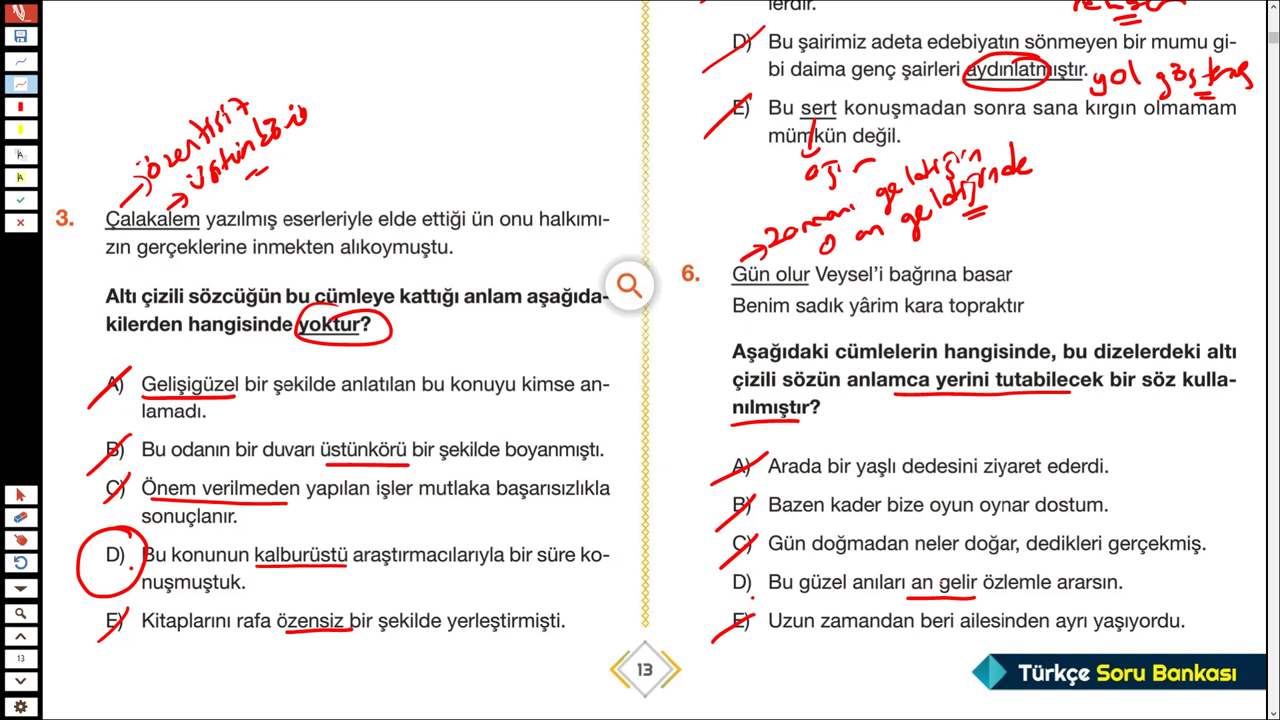 özentisiz
üstünkörü
3. Çalakalem yazılmış eserleriyle elde ettiği ün onu halkımı-
zın gerçeklerine inmekten alıkoymuştu.
Altı çizili sözcüğün bu cümleye kattığı anlam aşağıda-
kilerden hangisinde yoktur?
A) Gelişigüzel bir şekilde anlatılan bu konuyu kimse an-
lamadı.
B) Bu odanın bir duvarı üstünkörü bir şekilde boyanmıştı.
C) Önem verilmeden yapılan işler mutlaka başarısızlıkla
sonuçlanır.
D) Bu konunun kalburüstü araştırmacılarıyla bir süre ko-
nuşmuştuk.
E) Kitaplarını rafa özensiz bir şekilde yerleştirmişti.
lerdir.
D) Bu şairimiz adeta edebiyatın sönmeyen bir mumu gi-
bi daima genç şairleri aydınlatmıştır.
yol
E) Bu sert konuşmadan sonra sana kırgın olmamam
mümkün değil.
ağır
zamanı geldiğin
o an geldiğinde
6. Gün olur Veysel'i bağrına basar
Benim sadık yârim kara topraktır
Aşağıdaki cümlelerin hangisinde, bu dizelerdeki altı
çizili sözün anlamca yerini tutabilecek bir söz kulla-
nılmıştır?
A) Arada bir yaşlı dedesini ziyaret ederdi.
B) Bazen kader bize oyun oynar dostum.
C) Gün doğmadan neler doğar, dedikleri gerçekmiş.
D) Bu güzel anıları an gelir özlemle ararsın.
E) Uzun zamandan beri ailesinden ayrı yaşıyordu.
13
Türkçe Soru Bankası
13